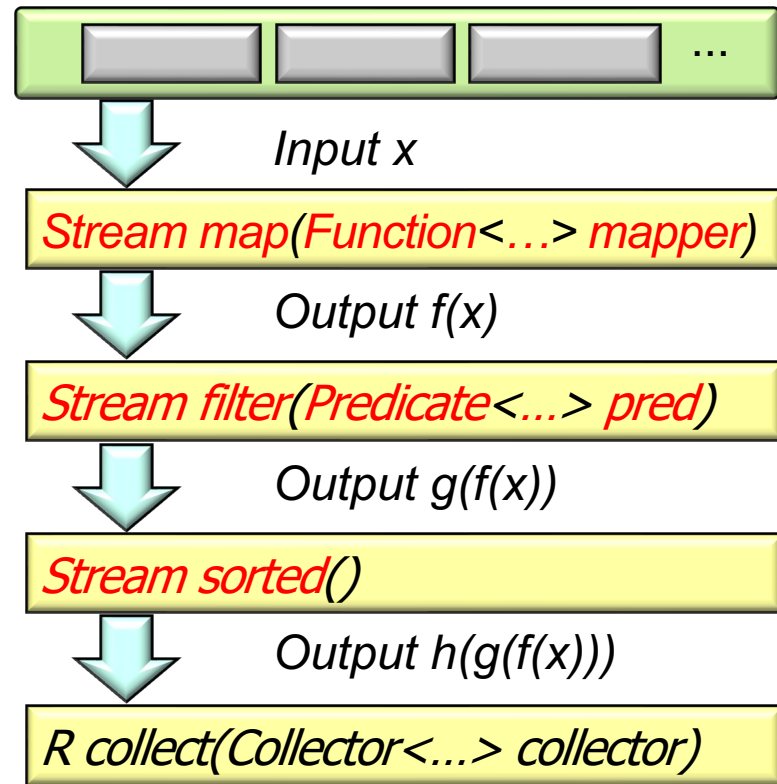 ...
Input x
Stream map(Function<…> mapper)
Output f(x)
Stream filter(Predicate<...> pred)
Output g(f(x))
Stream sorted()
Output h(g(f(x)))
R collect(Collector<...> collector)